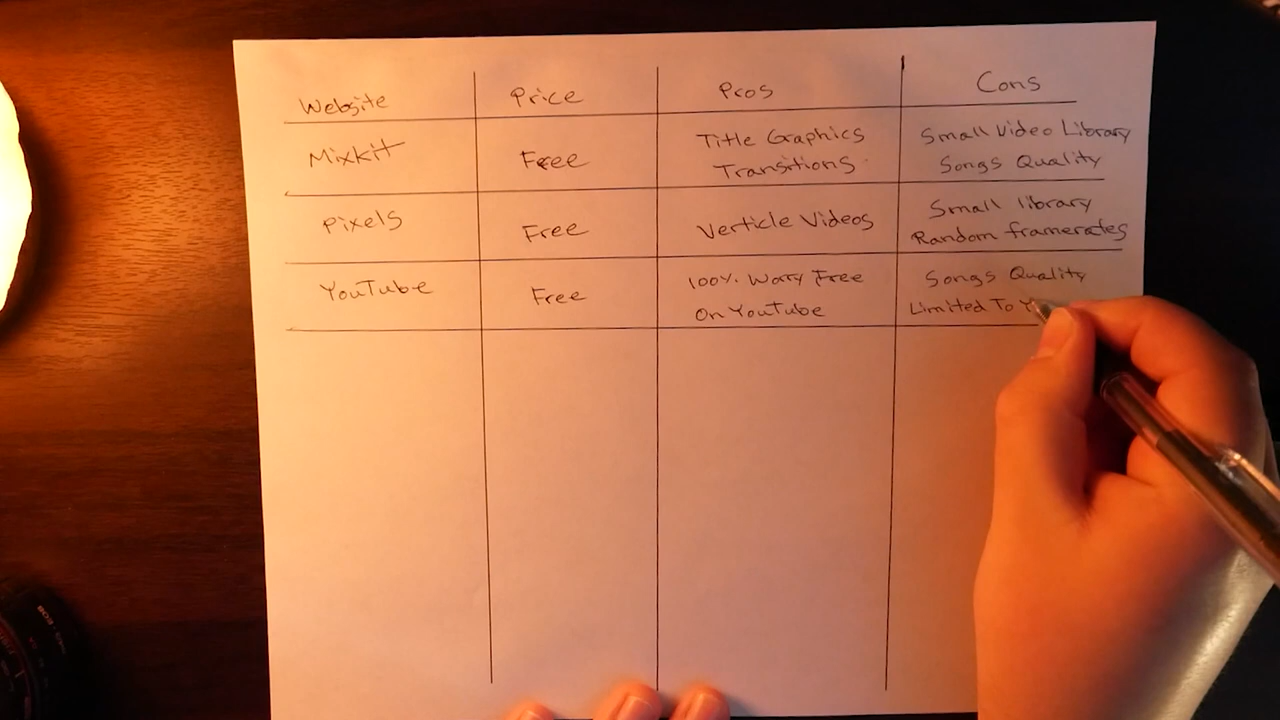 Website Price Pros Cons
Mixkit Free Title Graphics Small Video Library
Transitions Songs Quality
Pixels Free Verticle Videos Small library
Random framerates
YouTube Free 100% Worry Free Songs Quality
On YouTube Limited To Y